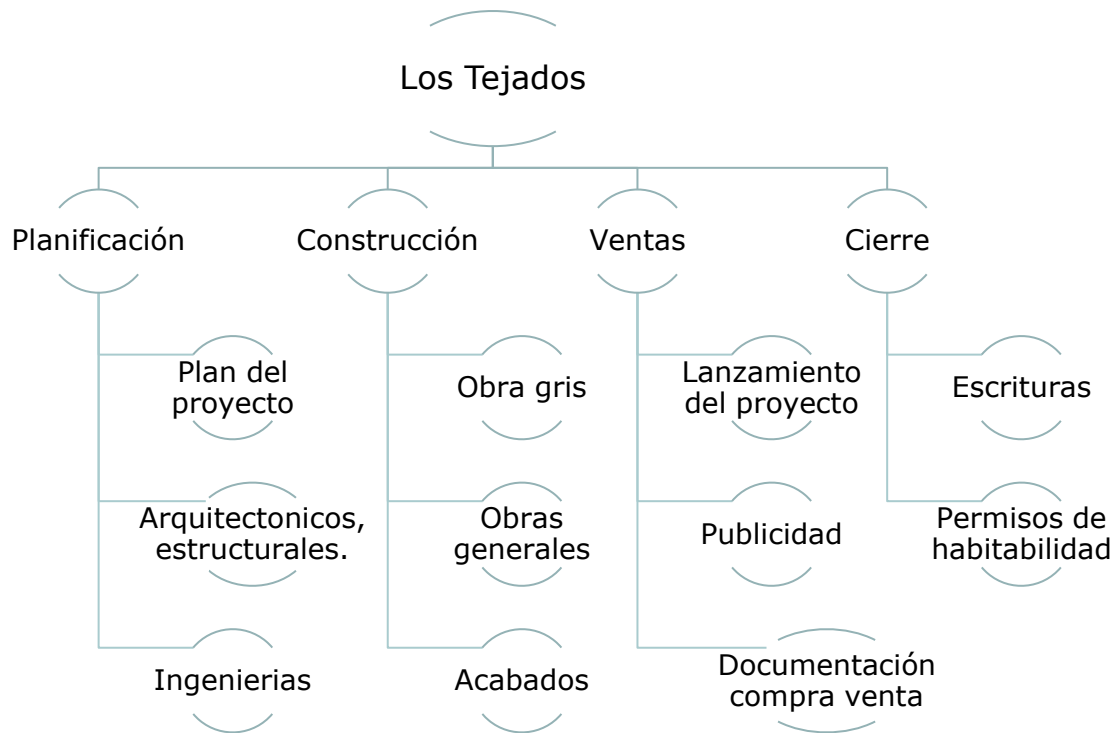 Los Tejados
Planificación
Construcción
Ventas
Cierre
Plan del
proyecto
Obra gris
Lanzamiento
del proyecto
Escrituras
Arquitectonicos,
estructurales.
Obras
generales
Publicidad
Permisos de
habitabilidad
Ingenierias
Acabados
Documentación
compra venta